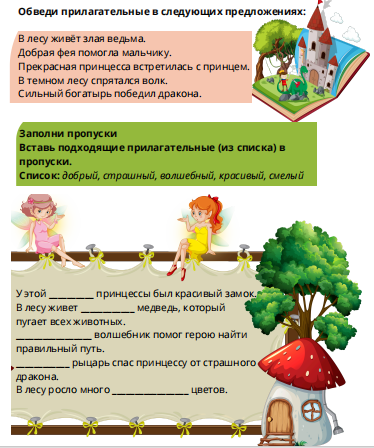 Обведи прилагательные в следующих предложениях:
В лесу живёт злая ведьма.
Добрая фея помогла мальчику.
Прекрасная принцесса встретилась с принцем.
В темном лесу спрятался волк.
Сильный богатырь победил дракона.
Заполни пропуски
Вставь подходящие прилагательные (из списка) в
пропуски.
Список: добрый, страшный, волшебный, красивый, смелый
У этой _________ принцессы был красивый замок.
В лесу живет ___________ медведь, который
пугает всех животных.
_______________ волшебник помог герою найти
правильный путь.
___________ рыцарь спас принцессу от страшного
дракона.
В лесу росло много ________________ цветов.